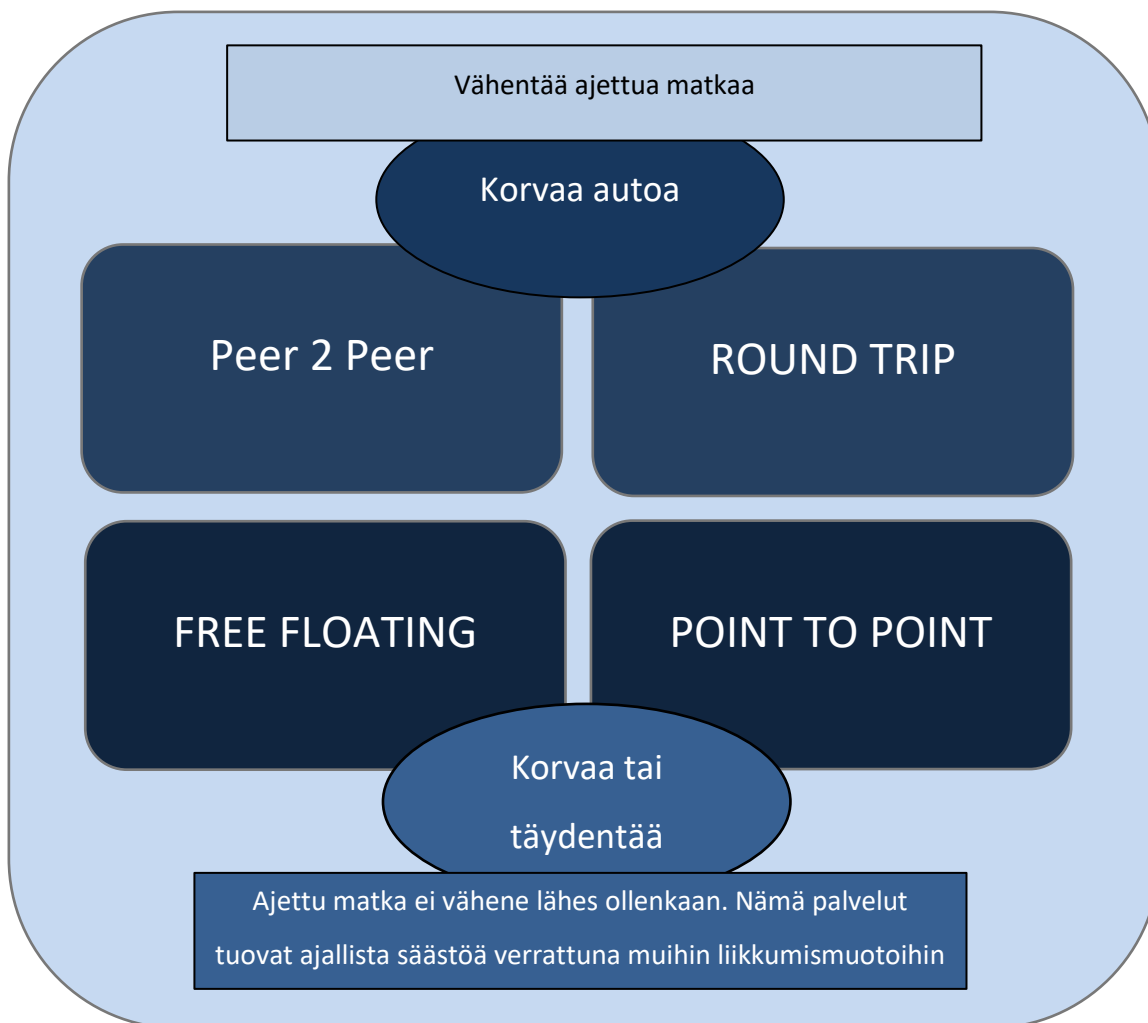 Vähentää ajettua matkaa
Korvaa autoa
Peer 2 Peer
ROUND TRIP
FREE FLOATING
POINT TO POINT
Korvaa tai
täydentää
Ajettu matka ei vähene lähes ollenkaan. Nämä palvelut
tuovat ajallista säästöä verrattuna muihin liikkumismuotoihin